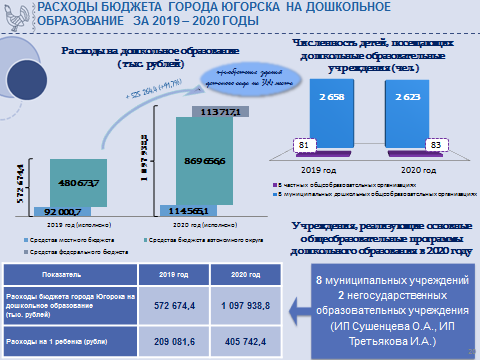 РАСХОДЫ БЮДЖЕТА ГОРОДА ЮГОРСКА НА ДОШКОЛЬНОЕ
ОБРАЗОВАНИЕ ЗА 2019 – 2020 ГОДЫ
Расходы на дошкольное образование
(тыс. рублей)
+ 525 264,4 (+91,7%)
приобретение здания
детского сада на 300 мест
572 674,4
480 673,7
92 000,7
1 097 938,8
113 717,1
869 656,6
114 565,1
2019 год (исполнено)
2020 год (исполнено)
Средства местного бюджета
Средства бюджета автономного округа
Средства федерального бюджета
Численность детей, посещающих
дошкольные образовательные
учреждения (чел.)
2 658
2 623
81
83
2019 год
2020 год
В частных общеобразовательных организациях
В муниципальных дошкольных общеобразовательных организациях
Учреждения, реализующие основные
общеобразовательные программы
дошкольного образования в 2020 году
Показатель
2019 год
2020 год
Расходы бюджета города Югорска на
дошкольное образование
(тыс. рублей)
572 674,4
1 097 938,8
Расходы на 1 ребенка (рубли)
209 081,6
405 742,4
8 муниципальных учреждений
2 негосударственных
образовательных учреждения
(ИП Сушенцева О.А., ИП
Третьякова И.А.)